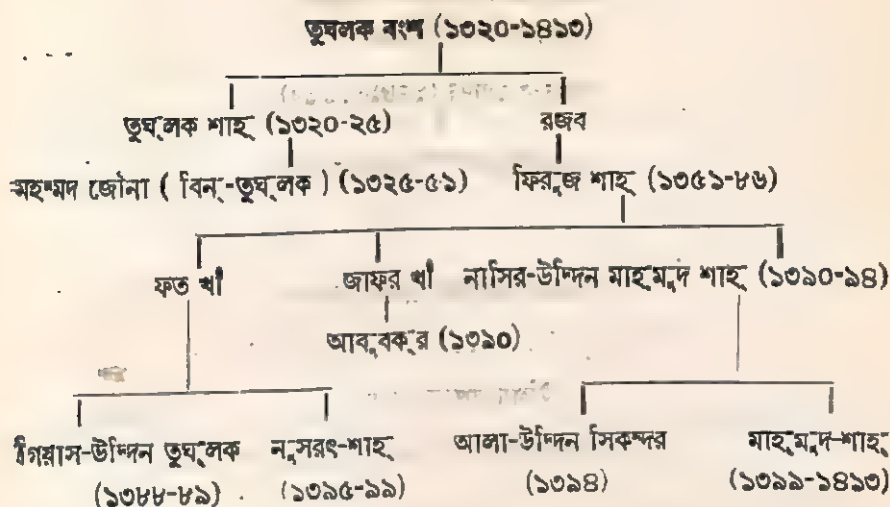 তুঘলক বংশ (১৩২০-১৪১৩)
তুঘ্‌লক শাহ্ (১৩২০-২৫) রজব
মহম্মদ জৌনা ( বিন্-তুঘ্‌লক ) (১৩২৫-৫১) ফিরূজ শাহ্ (১৩৫১-৮৬)
ফত খাঁ জাফর খাঁ নাসির-উদ্দিন মাহ্‌মূদ শাহ্ (১৩৯০-৯৪)
আবূবক্‌র (১৩৯০)
গিয়াস-উদ্দিন তুঘ্‌লক নূসরৎ-শাহ্ আলা-উদ্দিন সিকন্দর মাহ্‌মূদ-শাহ্
(১৩৮৮-৮৯) (১৩৯৫-৯৯) (১৩৯৪) (১৩৯৯-১৪১৩)